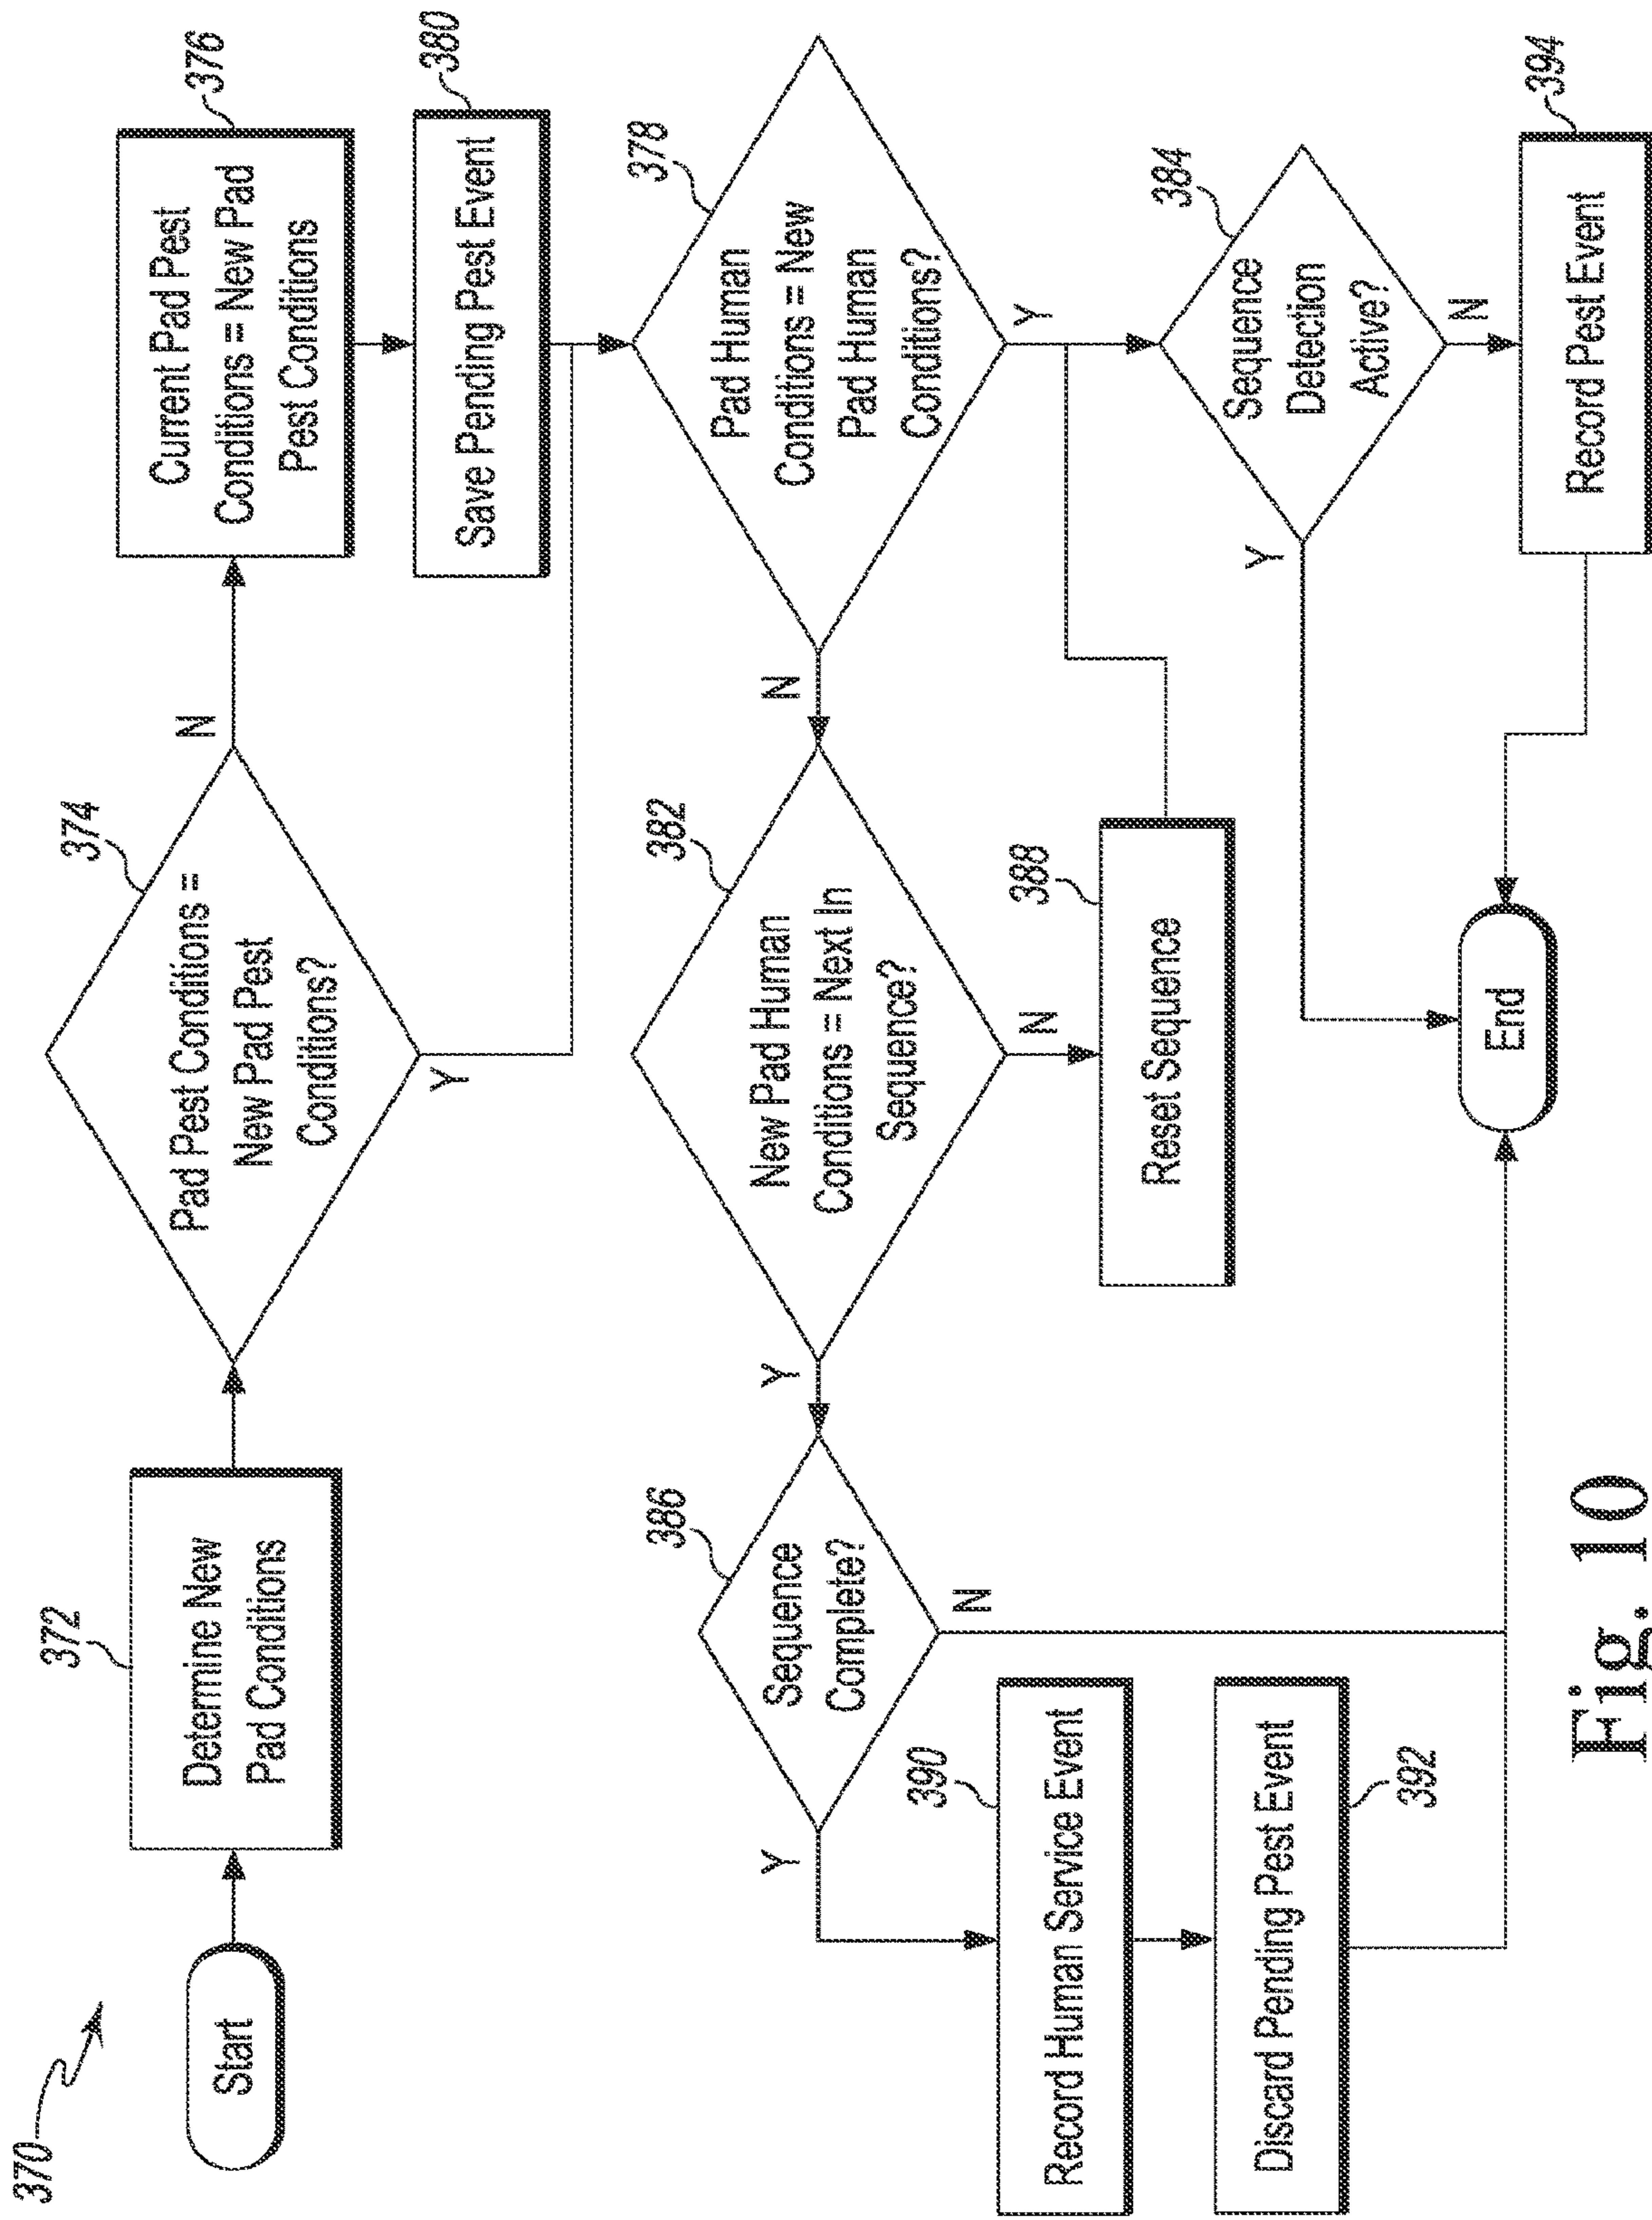 370
Start
372
Determine New
Pad Conditions
374
Pad Pest Conditions =
New Pad Pest
Conditions?
N
Y
376
Current Pad Pest
Conditions = New Pad
Pest Conditions
380
Save Pending Pest Event
378
Pad Human
Conditions = New
Pad Human
Conditions?
N
Y
382
New Pad Human
Conditions = Next In
Sequence?
Y
N
386
Sequence
Complete?
Y
N
388
Reset Sequence
384
Sequence
Detection
Active?
Y
N
390
Record Human Service Event
392
Discard Pending Pest Event
394
Record Pest Event
End
Fig. 10